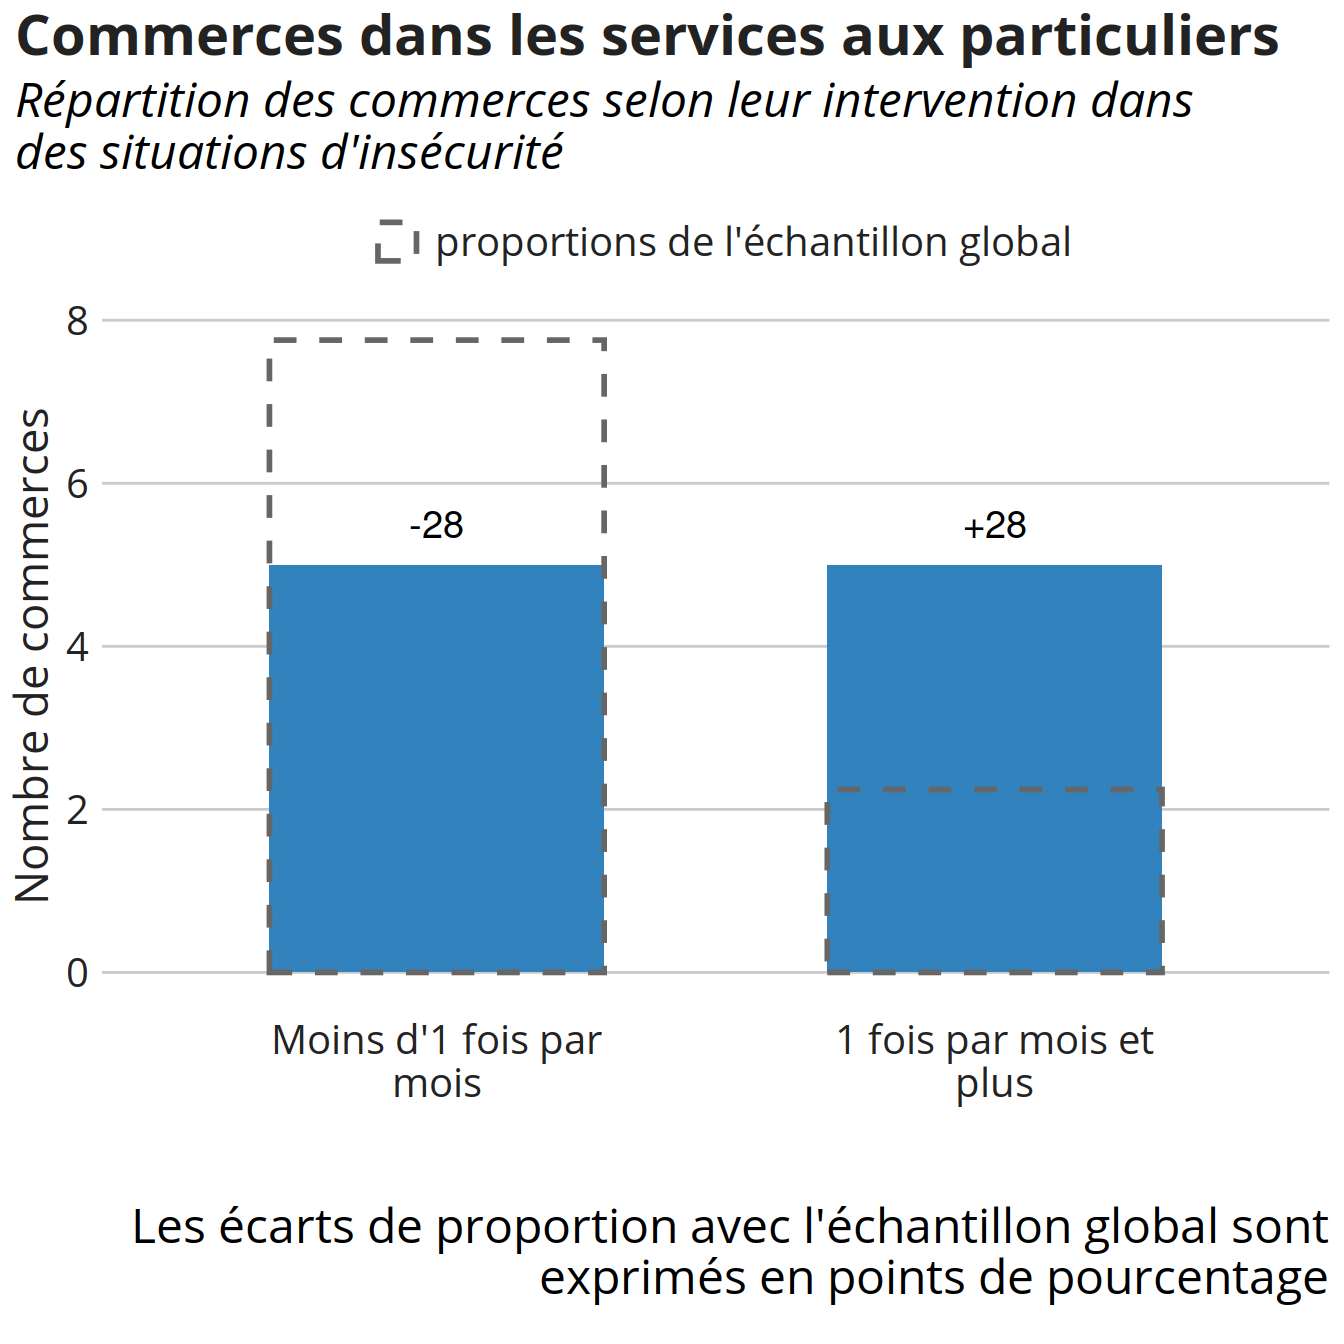 Commerces dans les services aux particuliers
Répartition des commerces selon leur intervention dans
des situations d'insécurité
proportions de l'échantillon global
Nombre de commerces
8
6
4
2
0
-28
+28
Moins d'1 fois par
mois
1 fois par mois et
plus
Les écarts de proportion avec l'échantillon global sont
exprimés en points de pourcentage